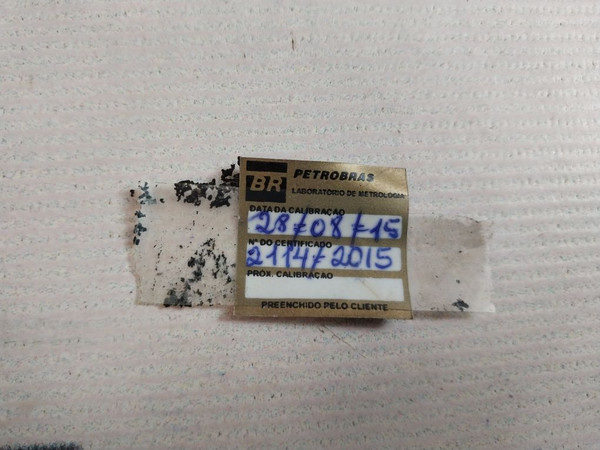 BR PETROBRAS
LABORATÓRIO DE METROLOGIA
DATA DA CALIBRAÇÃO
28/08/15
Nº DO CERTIFICADO
2114/2015
PRÓX. CALIBRAÇÃO
PREENCHIDO PELO CLIENTE